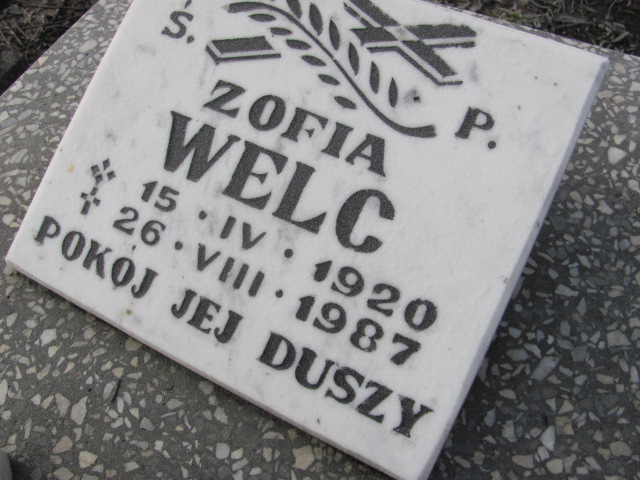 Ś. P.
ZOFIA
WELC
15 · IV · 1920
26 · VIII · 1987
POKÓJ JEJ DUSZY